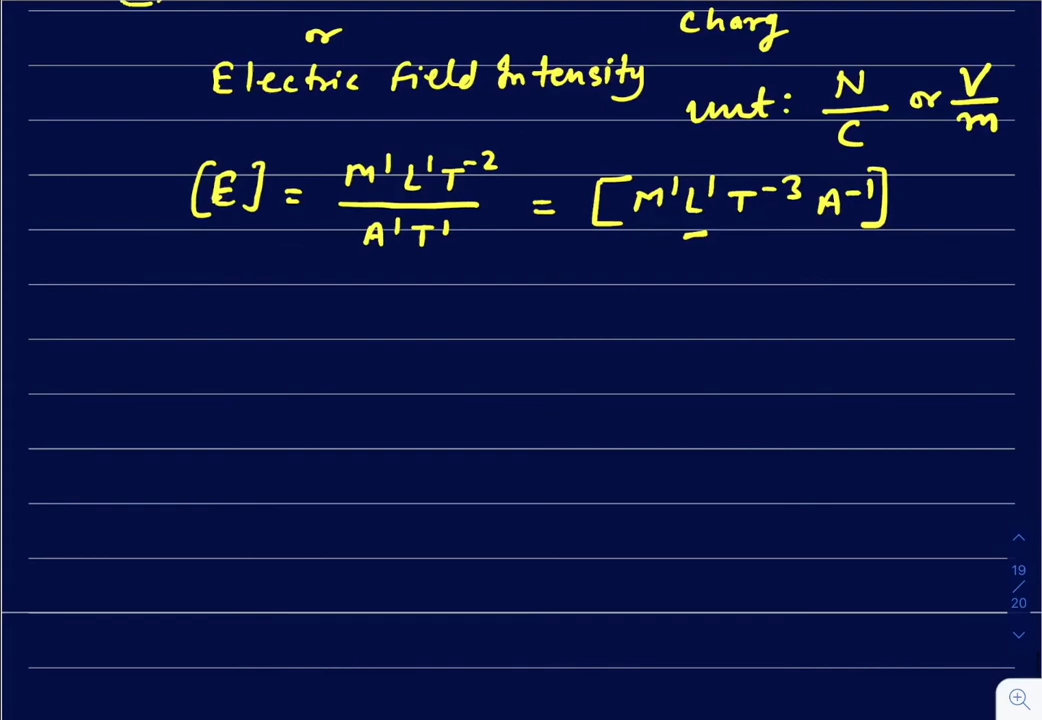 or
charg
Electric Field Intensity
unit: N/C or V/m
[E] = M¹L¹T⁻²/A¹T¹ = [M¹L¹T⁻³A⁻¹]
19
/
20